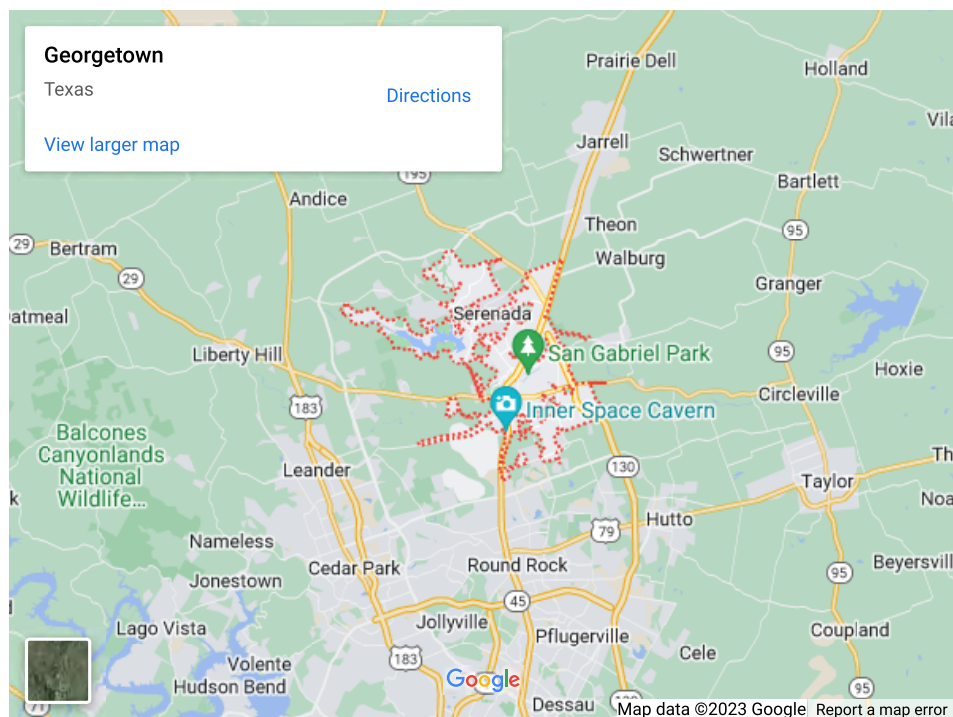 Georgetown
Texas
Directions
View larger map
Prairie Dell
Holland
Jarrell
Schwertner
195
Bartlett
Andice
Theon
95
29
Bertram
Walburg
29
Granger
Serenada
Liberty Hill
San Gabriel Park
95
Hoxie
183
Inner Space Cavern
Circleville
Balcones
Canyonlands
National
Wildlife...
Leander
130
Taylor
Hutto
79
Nameless
Cedar Park
Round Rock
95
Jonestown
45
Lago Vista
Jollyville
Pflugerville
Coupland
183
Cele
Volente
Hudson Bend
Google
95
71
Dessau
Map data ©2023 Google
Report a map error